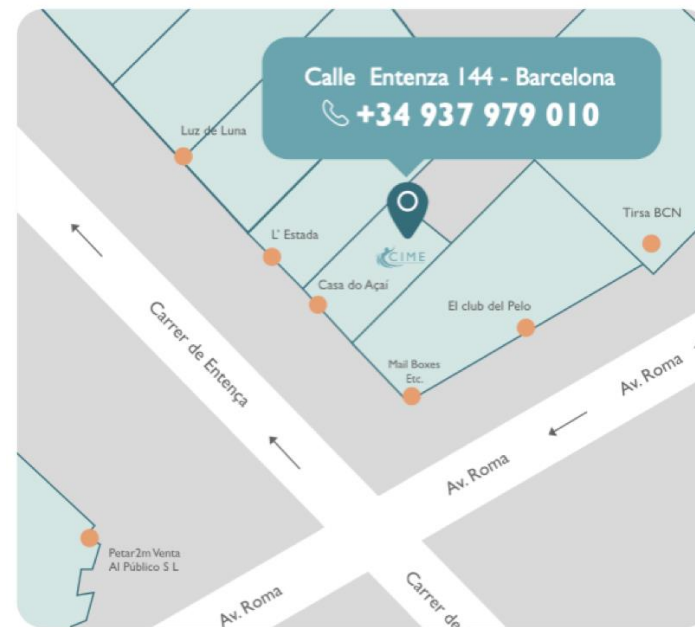 Calle Entenza 144 - Barcelona
+34 937 979 010
Luz de Luna
Tirsa BCN
L' Estada
CIME
Casa do Açaí
El club del Pelo
Carrer de Entença
Mail Boxes
Etc.
Av. Roma
Av. Roma
Petar2m Venta
Al Público S L
Av. Roma
Carrer de